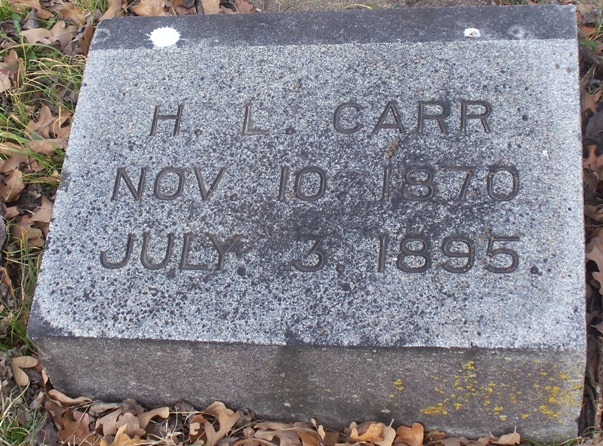 H. L. CARR
NOV. 10. 1870
JULY 3. 1895.